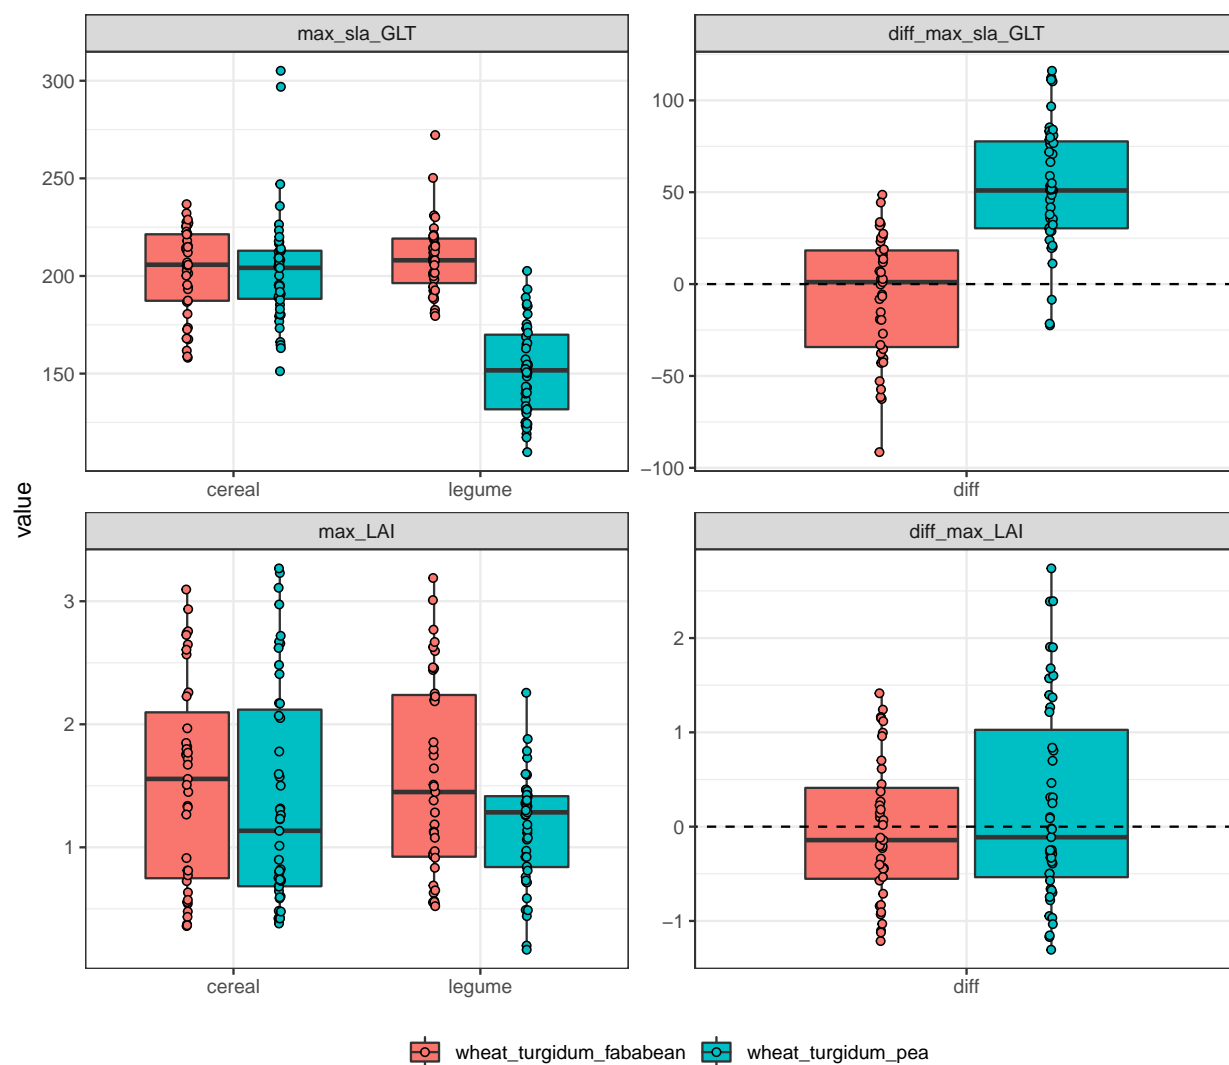 max_sla_GLT
diff_max_sla_GLT
300
250
200
150
100
50
0
−50
−100
cereal
legume
diff
value
max_LAI
diff_max_LAI
3
2
1
2
1
0
−1
cereal
legume
diff
wheat_turgidum_fababean
wheat_turgidum_pea